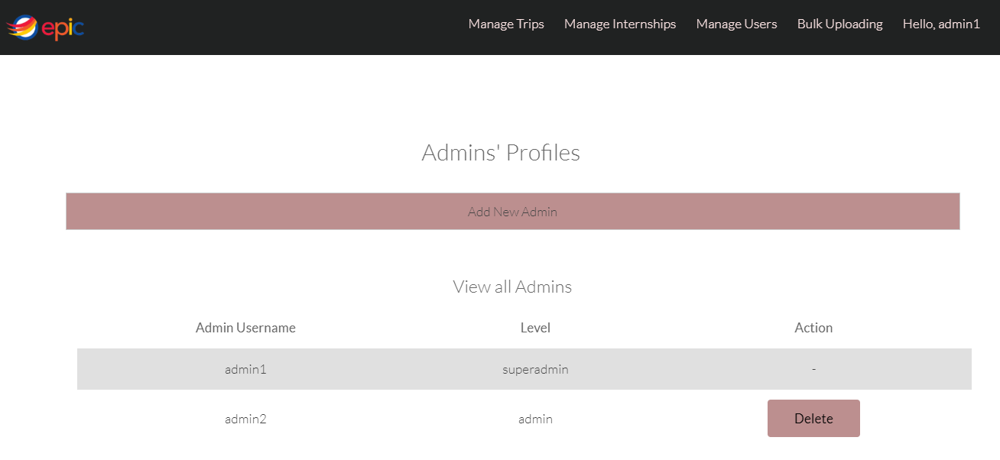 epic
Manage Trips Manage Internships Manage Users Bulk Uploading Hello, admin1
Admins' Profiles
Add New Admin
View all Admins
Admin Username Level Action
admin1 superadmin -
admin2 admin Delete